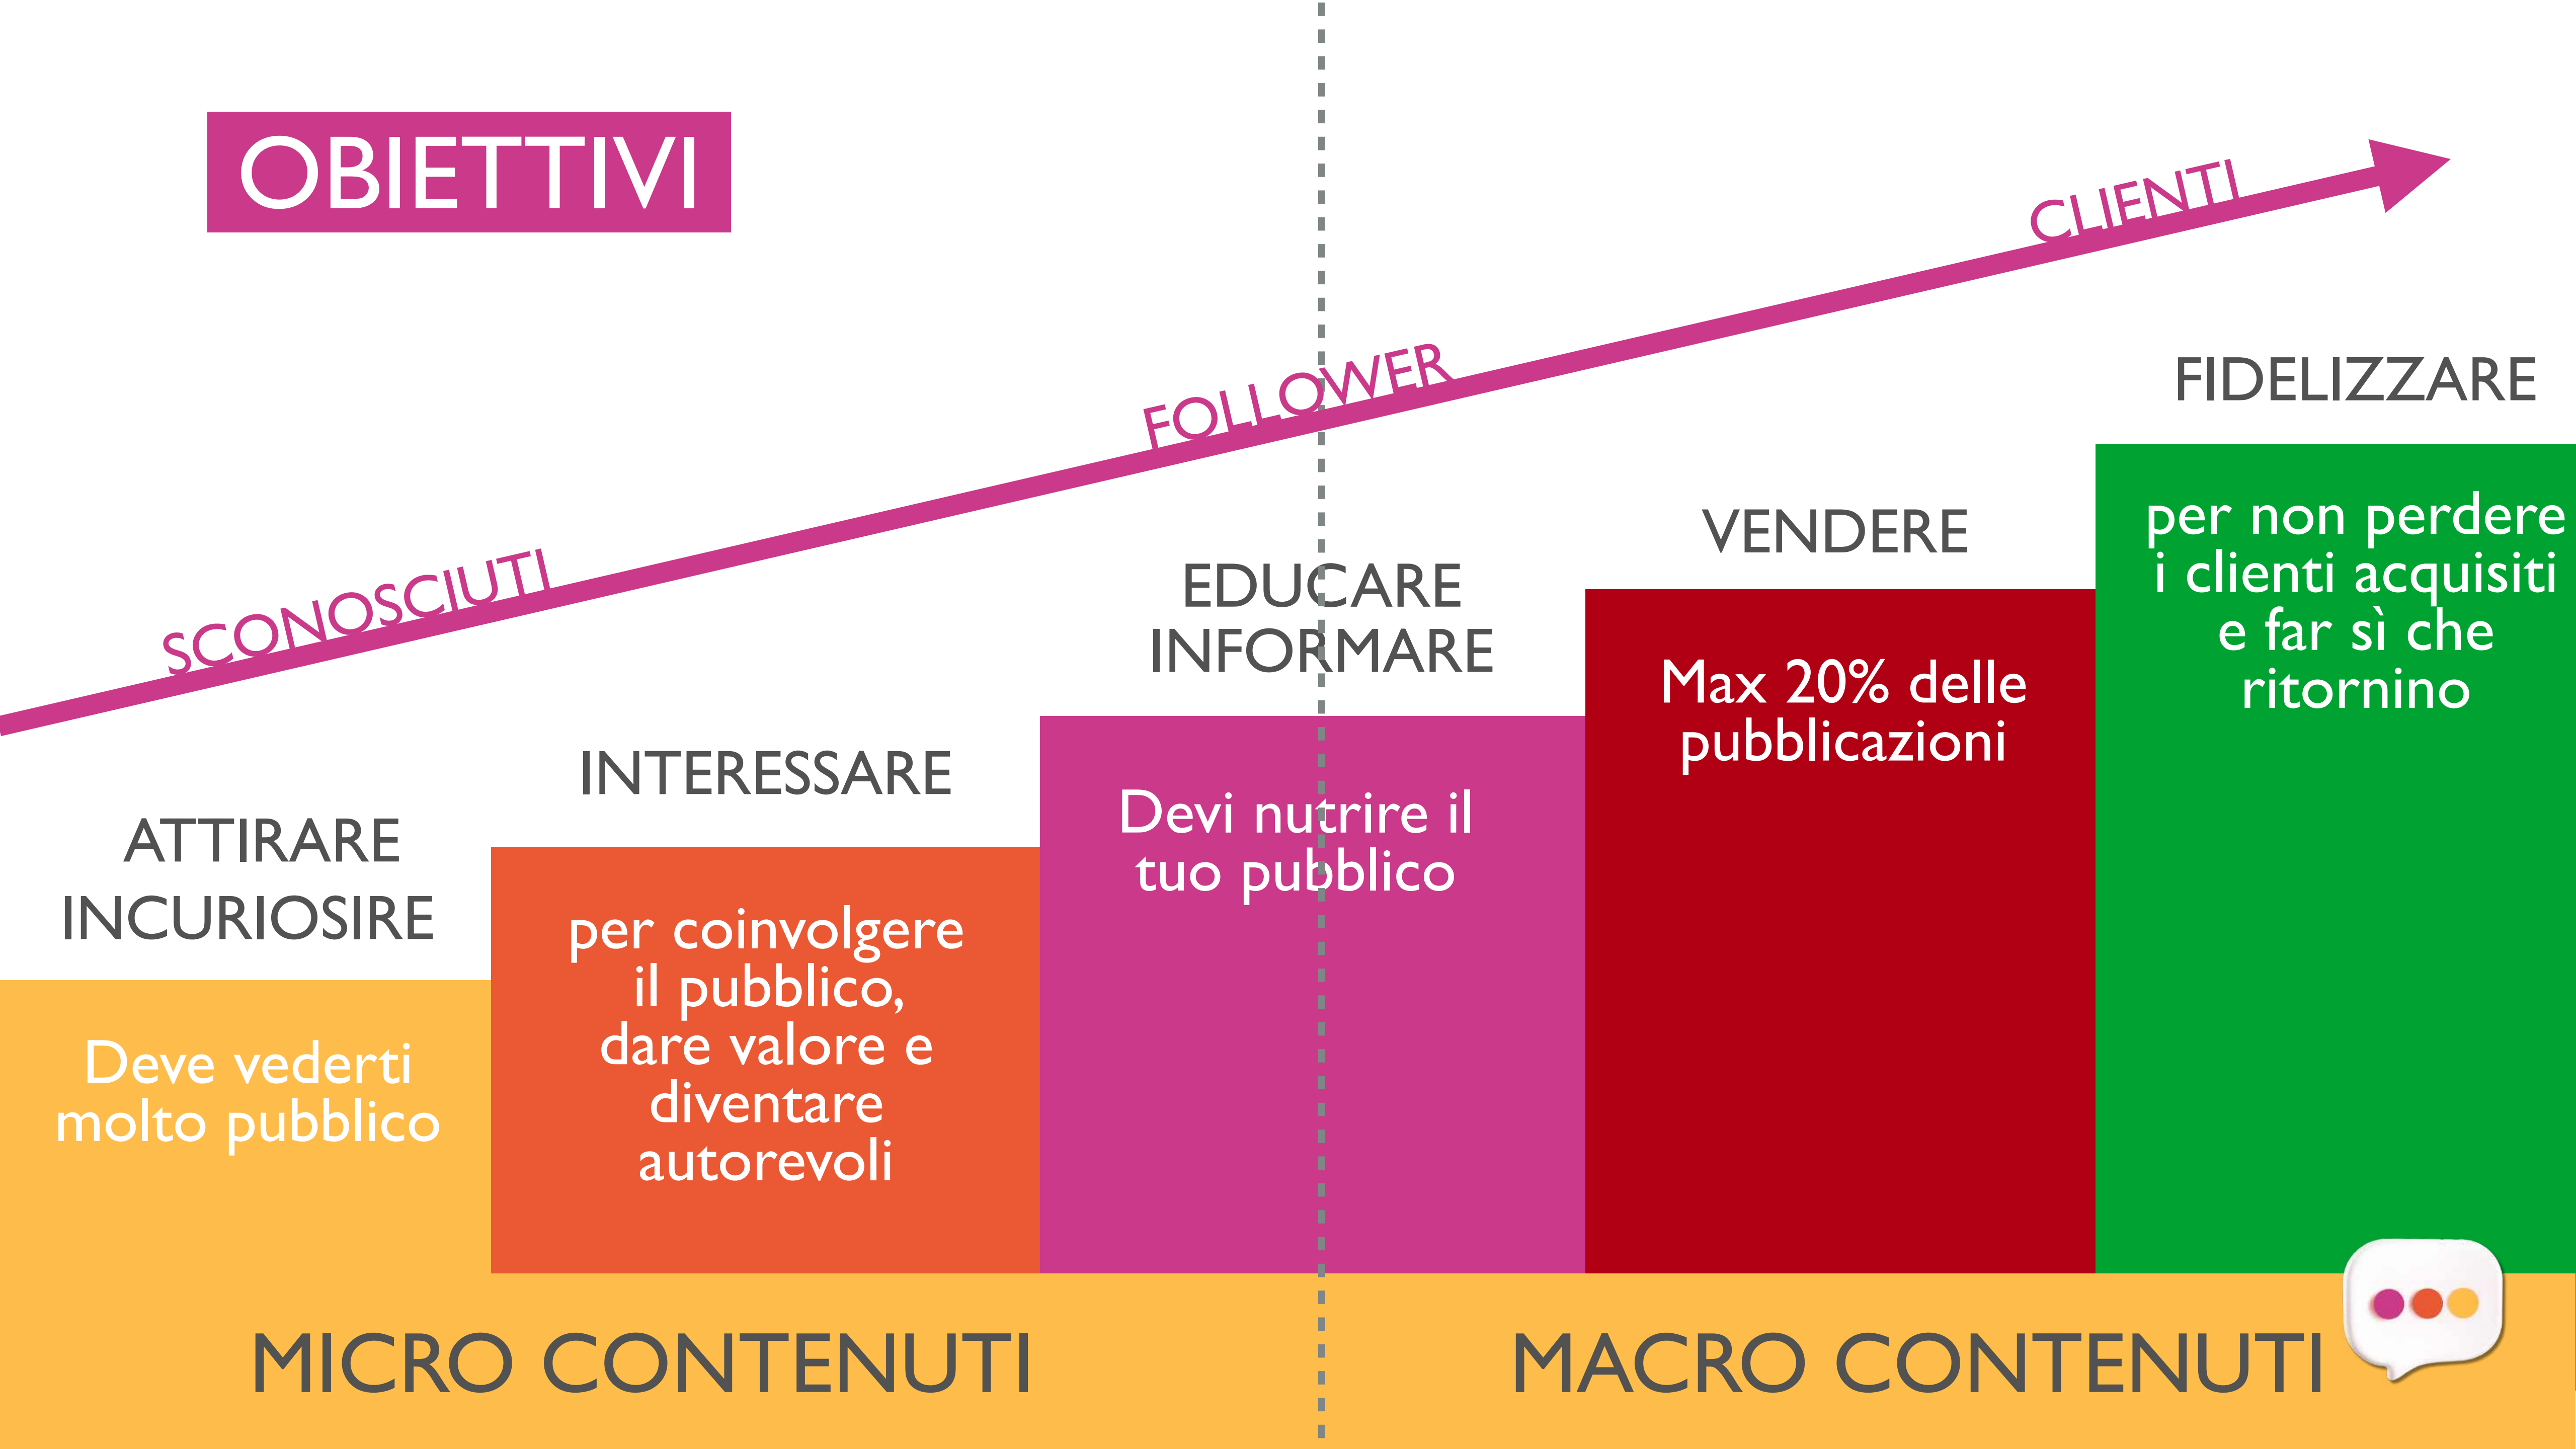 OBIETTIVI
SCONOSCIUTI
FOLLOWER
CLIENTI
ATTIRARE
INCURIOSIRE
Deve vederti
molto pubblico
INTERESSARE
per coinvolgere
il pubblico,
dare valore e
diventare
autorevoli
EDUCARE
INFORMARE
Devi nutrire il
tuo pubblico
VENDERE
Max 20% delle
pubblicazioni
FIDELIZZARE
per non perdere
i clienti acquisiti
e far sì che
ritornino
MICRO CONTENUTI
MACRO CONTENUTI